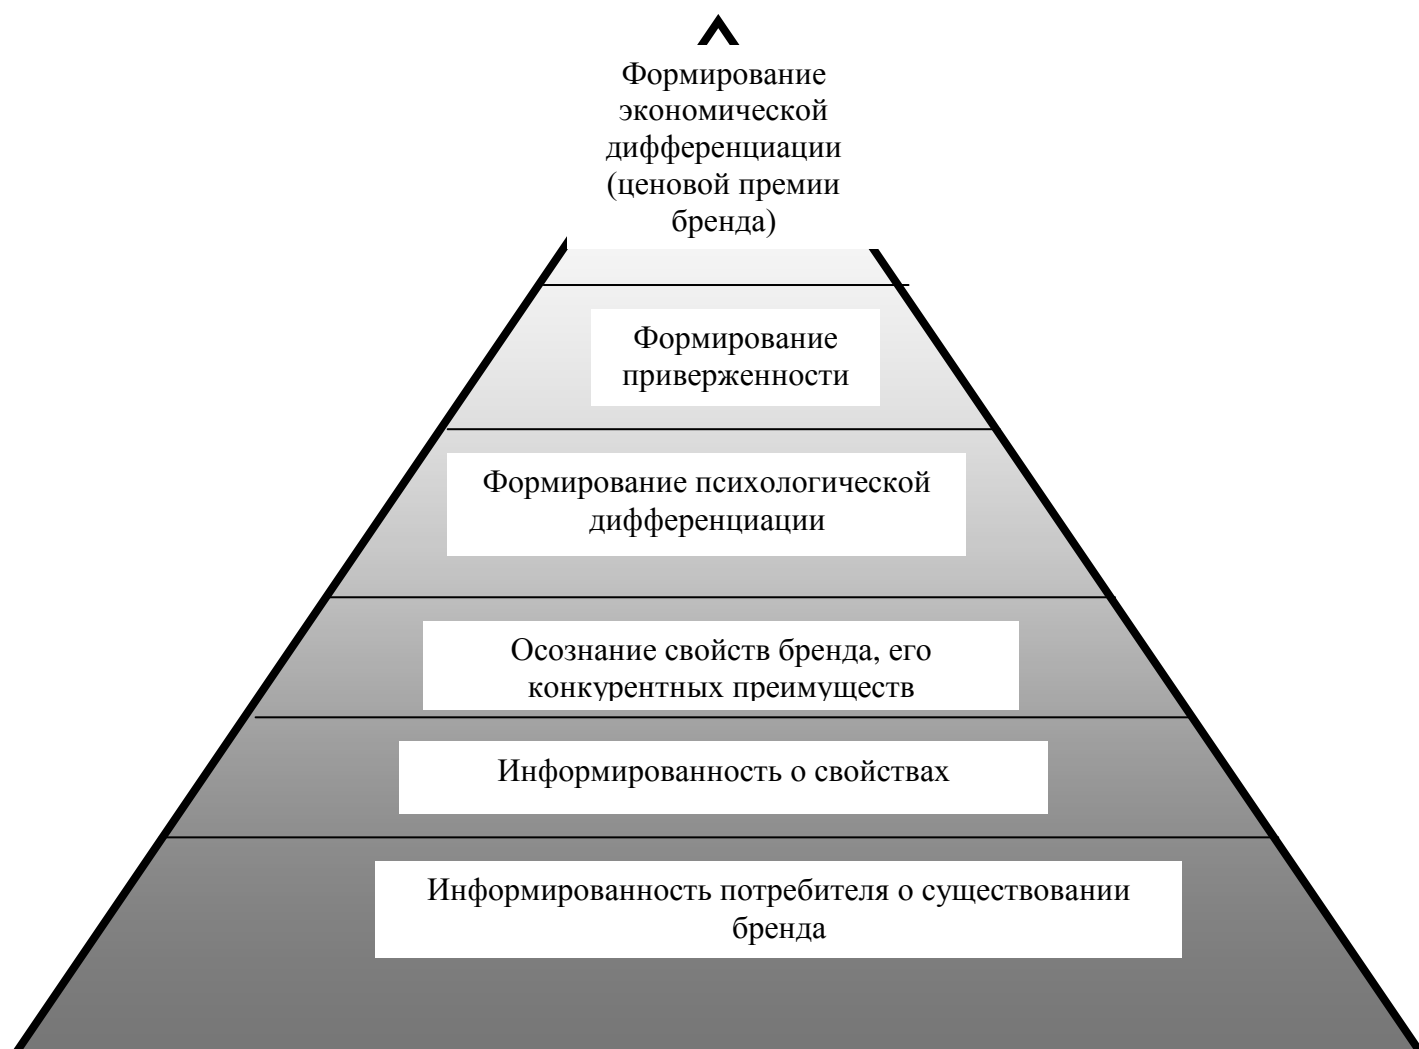 Формирование
экономической
дифференциации
(ценовой премии
бренда)
Формирование
приверженности
Формирование психологической
дифференциации
Осознание свойств бренда, его
конкурентных преимуществ
Информированность о свойствах
Информированность потребителя о существовании
бренда